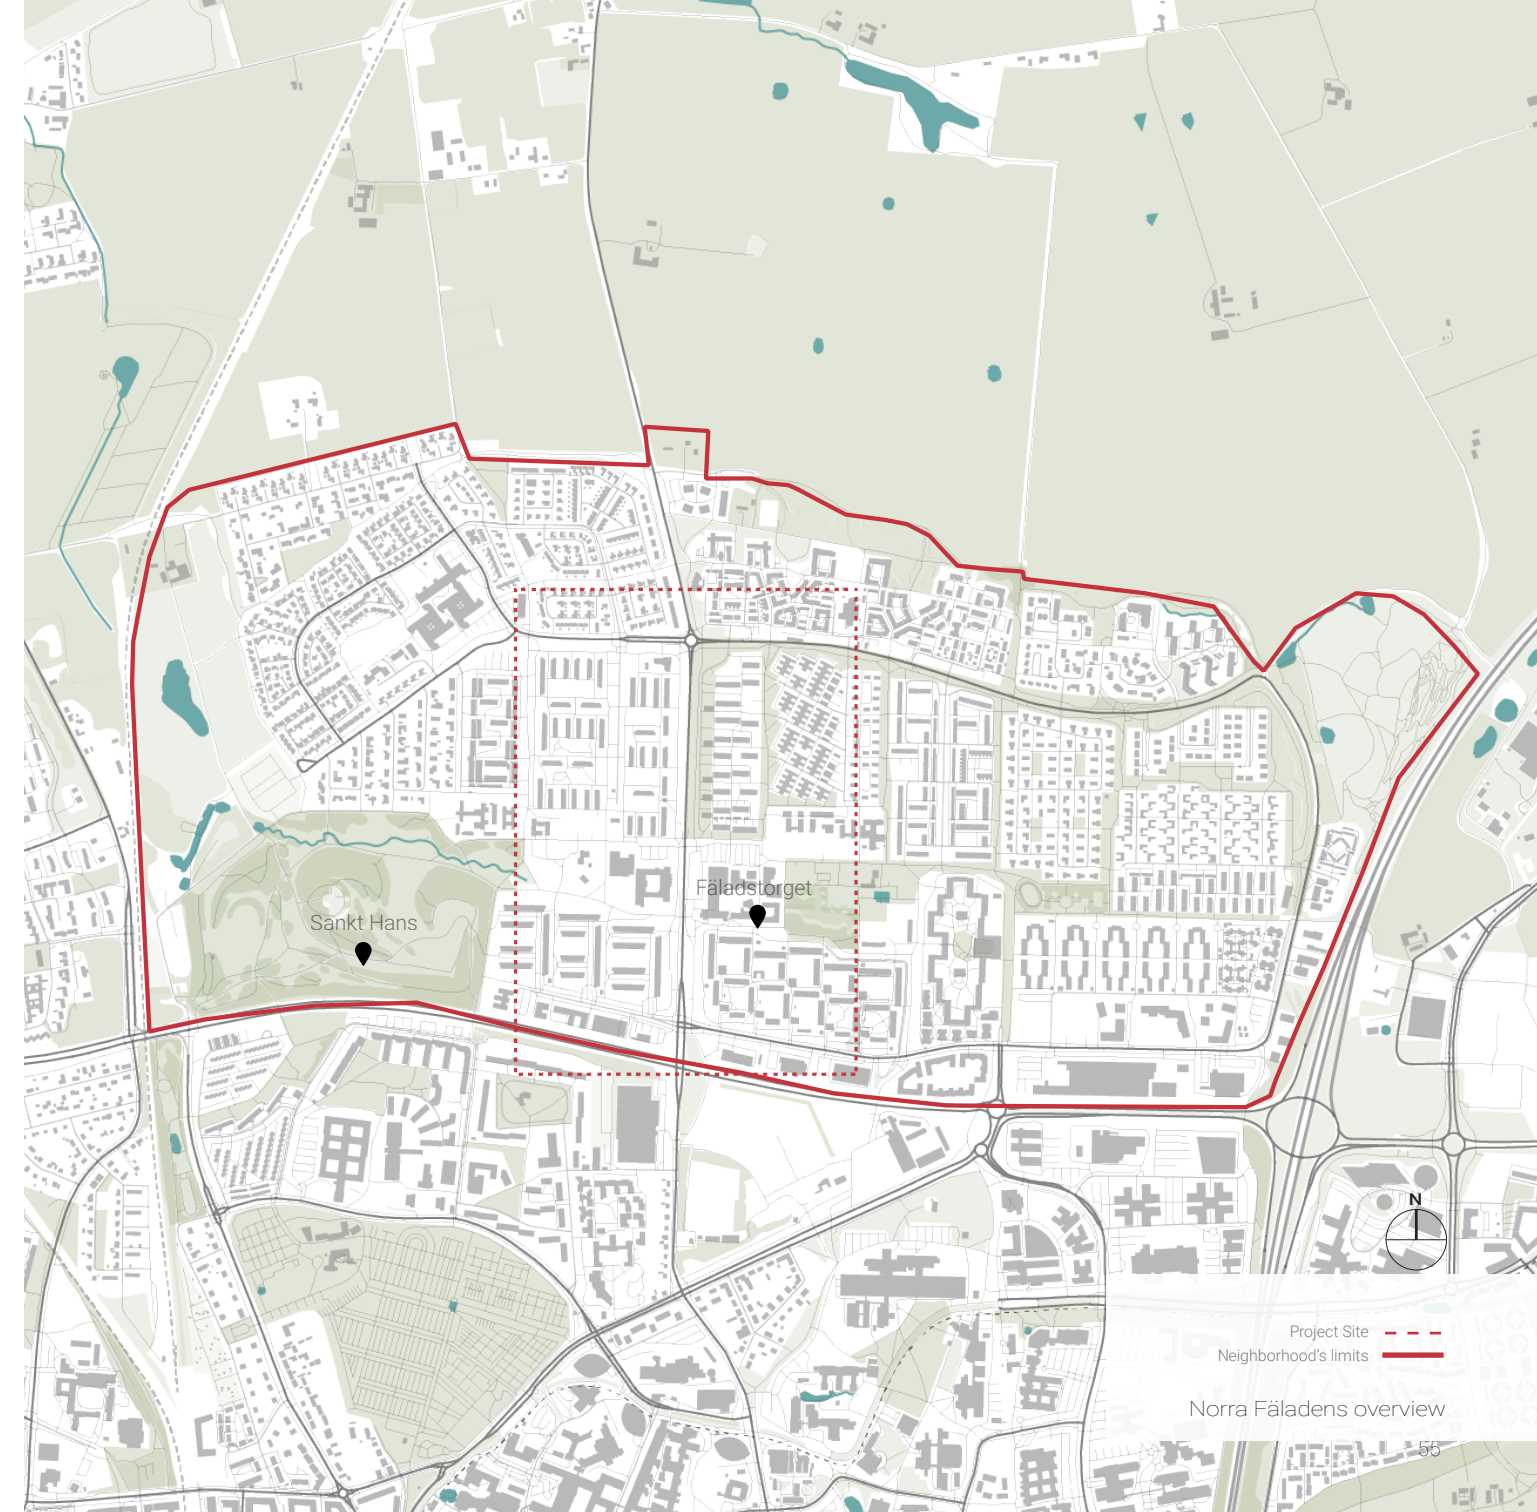 Fäladstorget
Sankt Hans
N
Project Site
Neighborhood's limits
Norra Fäladens overview
55